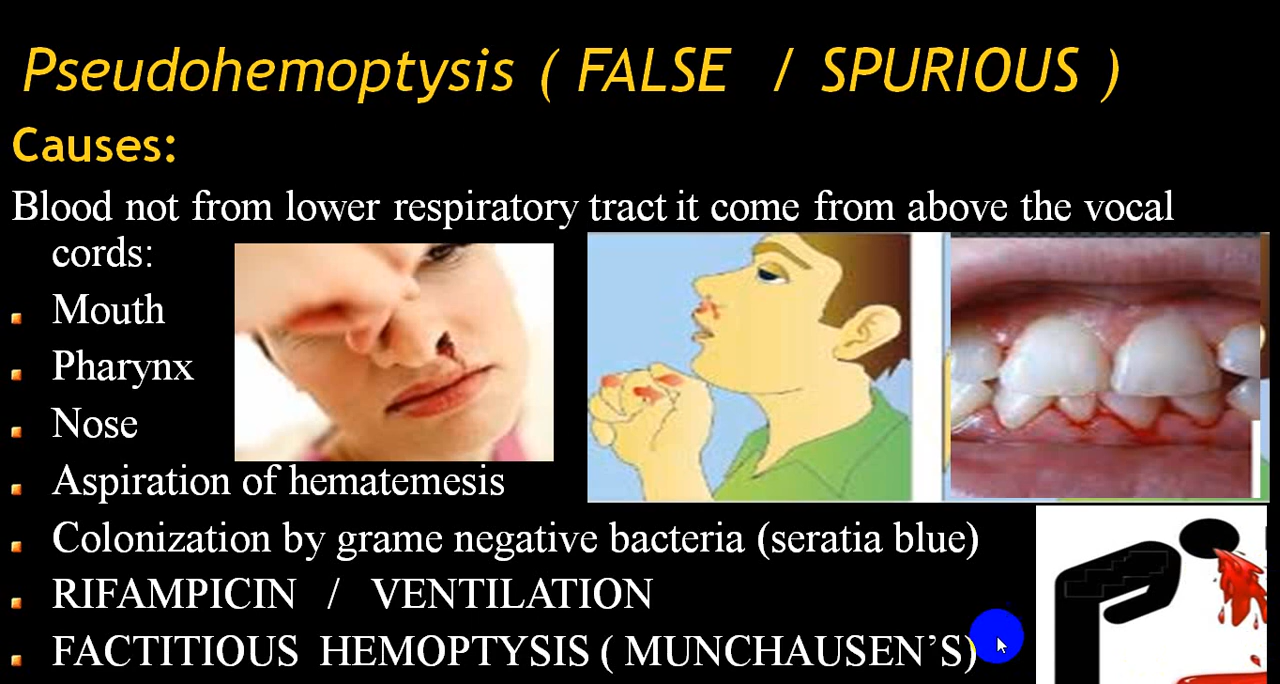 Pseudohemoptysis ( FALSE / SPURIOUS )
Causes:
Blood not from lower respiratory tract it come from above the vocal
cords:
Mouth
Pharynx
Nose
Aspiration of hematemesis
Colonization by grame negative bacteria (seratia blue)
RIFAMPICIN / VENTILATION
FACTITIOUS HEMOPTYSIS ( MUNCHAUSEN’S)